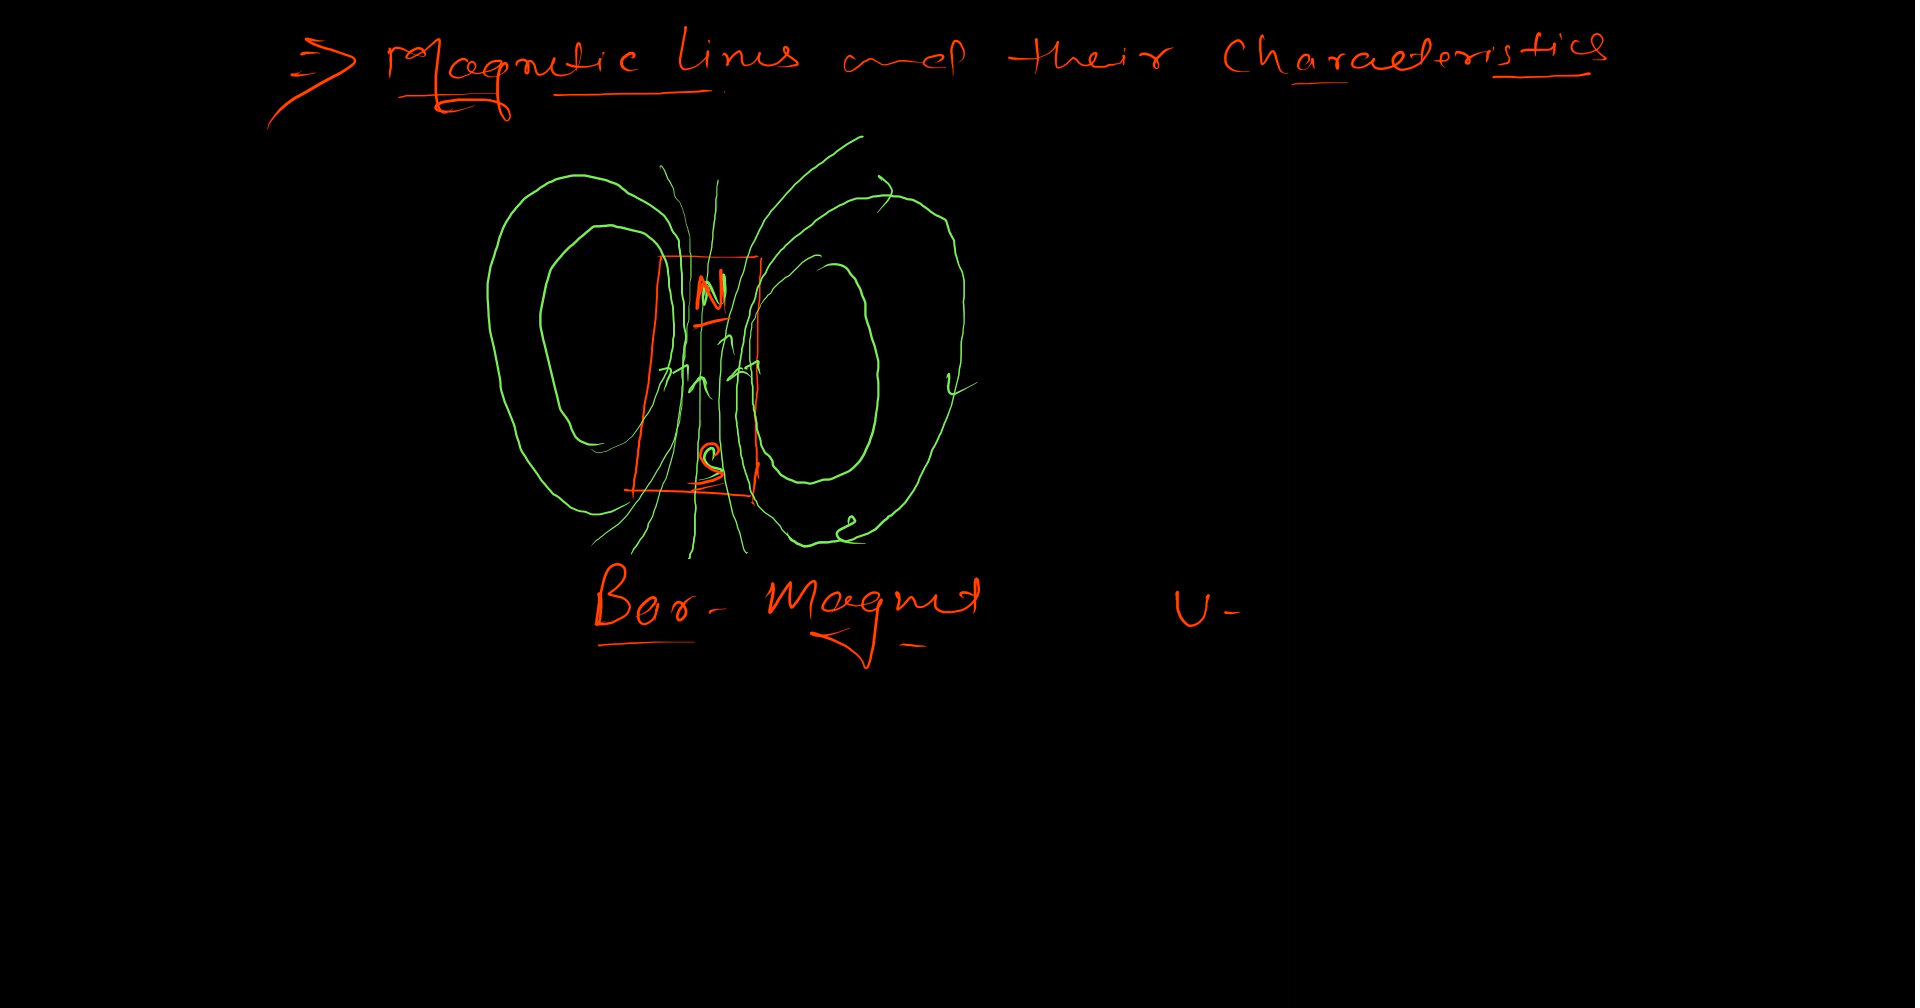 ⇒ Magnetic lines and their Characteristics
N
S
Bar-Magnet U-